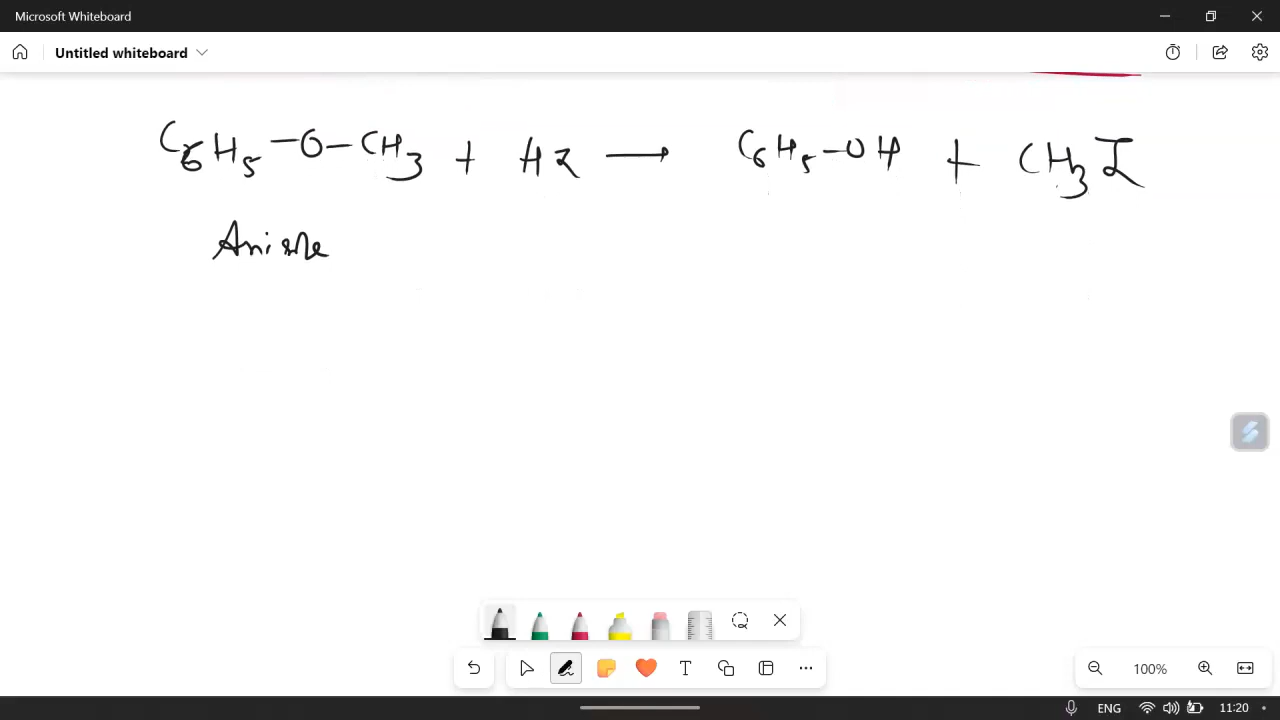 Microsoft Whiteboard
Untitled whiteboard
C6H5-O-CH3 + HI → C6H5-OH + CH3I
Anisole
100%
ENG 11:20